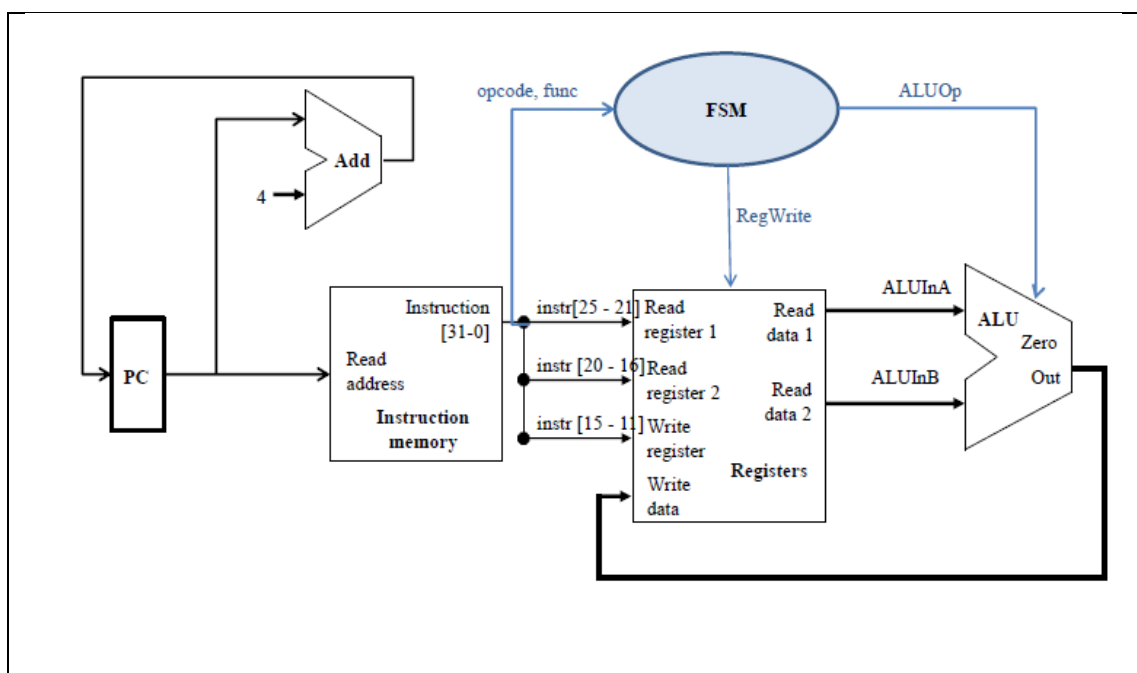 opcode, func
FSM
ALUOp
Add
4
RegWrite
Instruction
[31-0]
Read
address
Instruction
memory
PC
instr[25 - 21]
instr [20 - 16]
instr [15 - 11]
Read
register 1
Read
register 2
Write
register
Write
data
Read
data 1
Read
data 2
Registers
ALUInA
ALUInB
ALU
Zero
Out